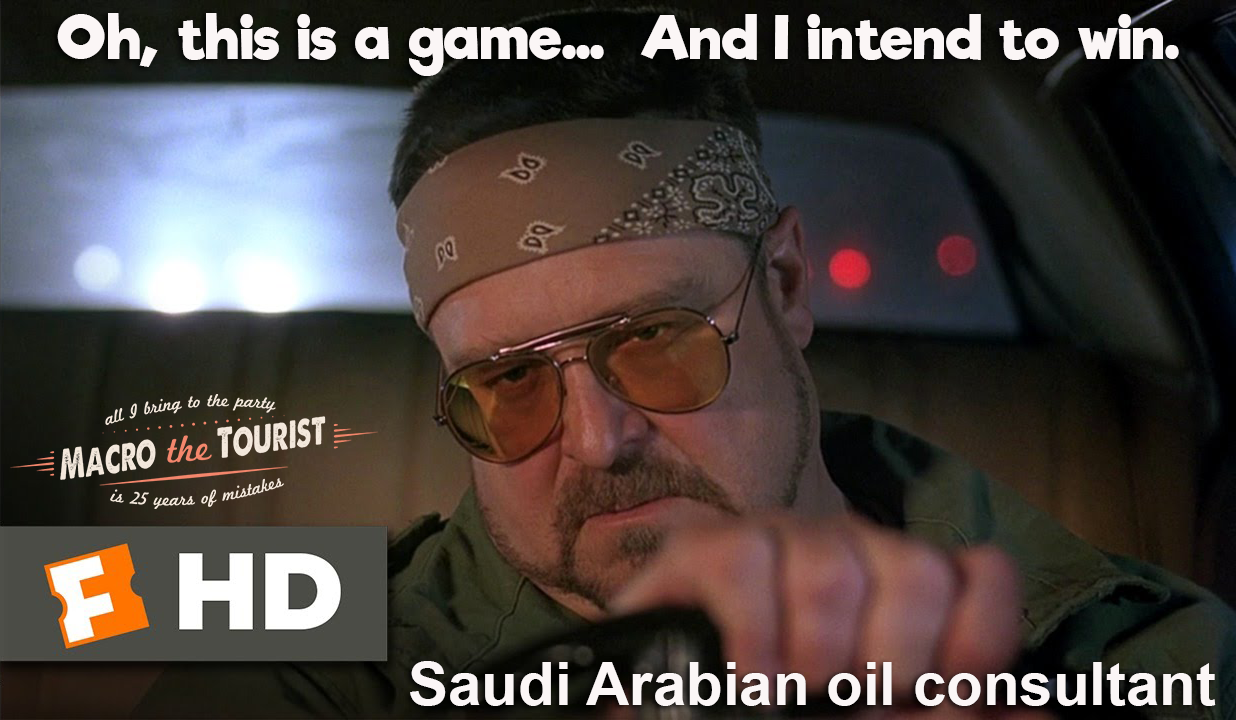 Oh, this is a game... And I intend to win.
all I bring to the party
MACRO the TOURIST
is 25 years of mistakes
F HD
Saudi Arabian oil consultant